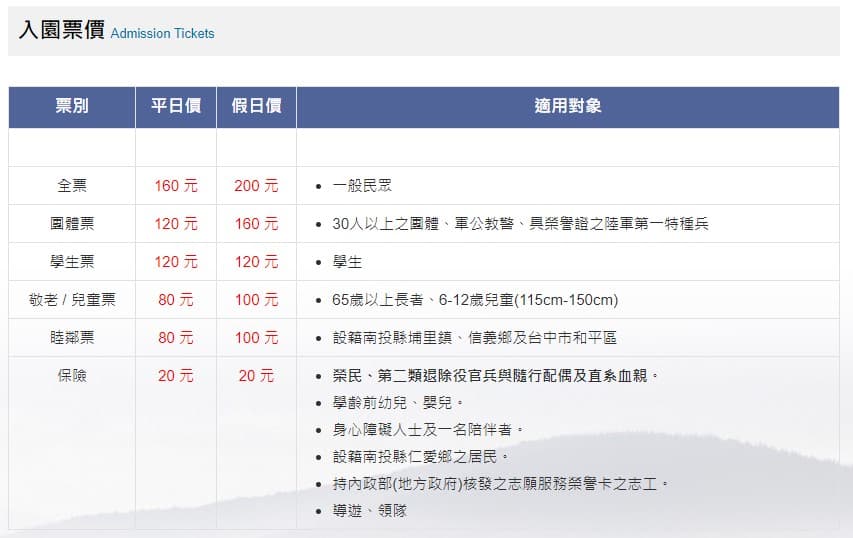 入園票價 Admission Tickets
票別 平日價 假日價 適用對象
全票 160 元 200 元 • 一般民眾
團體票 120 元 160 元 • 30人以上之團體、軍公教警、具榮譽證之陸軍第一特種兵
學生票 120 元 120 元 • 學生
敬老 / 兒童票 80 元 100 元 • 65歲以上長者、6-12歲兒童(115cm-150cm)
睦鄰票 80 元 100 元 • 設籍南投縣埔里鎮、信義鄉及台中市和平區
保險 20 元 20 元 • 榮民、第二類退除役官兵與隨行配偶及直系血親。
• 學齡前幼兒、嬰兒。
• 身心障礙人士及一名陪伴者。
• 設籍南投縣仁愛鄉之居民。
• 持內政部(地方政府)核發之志願服務榮譽卡之志工。
• 導遊、領隊